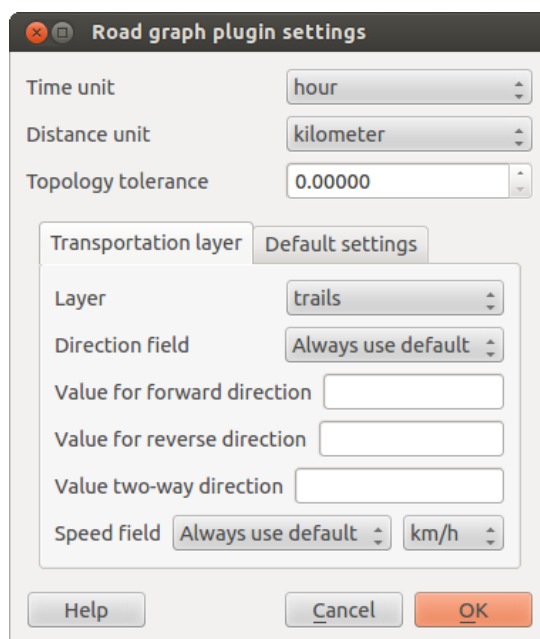 Road graph plugin settings
Time unit hour
Distance unit kilometer
Topology tolerance 0.00000
Transportation layer Default settings
Layer trails
Direction field Always use default
Value for forward direction
Value for reverse direction
Value two-way direction
Speed field Always use default km/h
Help Cancel OK